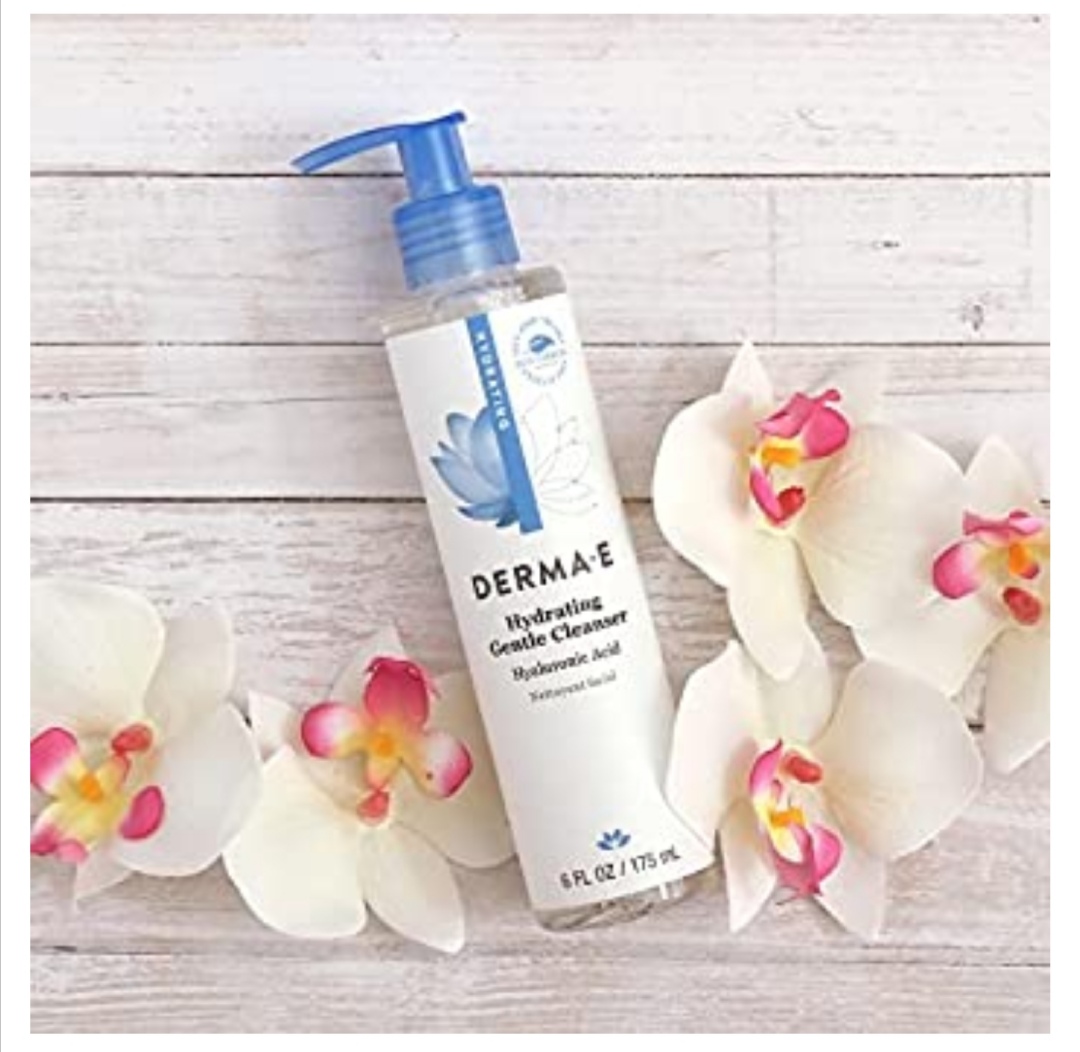 HYDRATING
DERMA·E
Hydrating
Gentle Cleanser
Hyaluronic Acid
Nettoyant facial
6 FL OZ / 175 mL